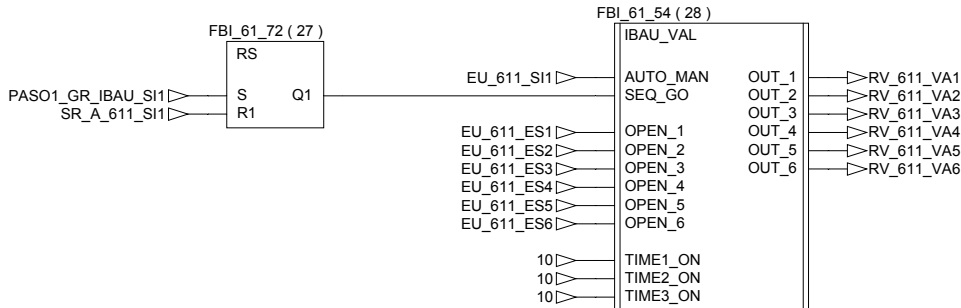 FBI_61_54 ( 28 )
IBAU_VAL
FBI_61_72 ( 27 )
RS
EU_611_SI1 AUTO_MAN OUT_1 RV_611_VA1
PASO1_GR_IBAU_SI1 S Q1 SEQ_GO OUT_2 RV_611_VA2
SR_A_611_SI1 R1 OUT_3 RV_611_VA3
EU_611_ES1 OPEN_1 OUT_4 RV_611_VA4
EU_611_ES2 OPEN_2 OUT_5 RV_611_VA5
EU_611_ES3 OPEN_3 OUT_6 RV_611_VA6
EU_611_ES4 OPEN_4
EU_611_ES5 OPEN_5
EU_611_ES6 OPEN_6
10 TIME1_ON
10 TIME2_ON
10 TIME3_ON